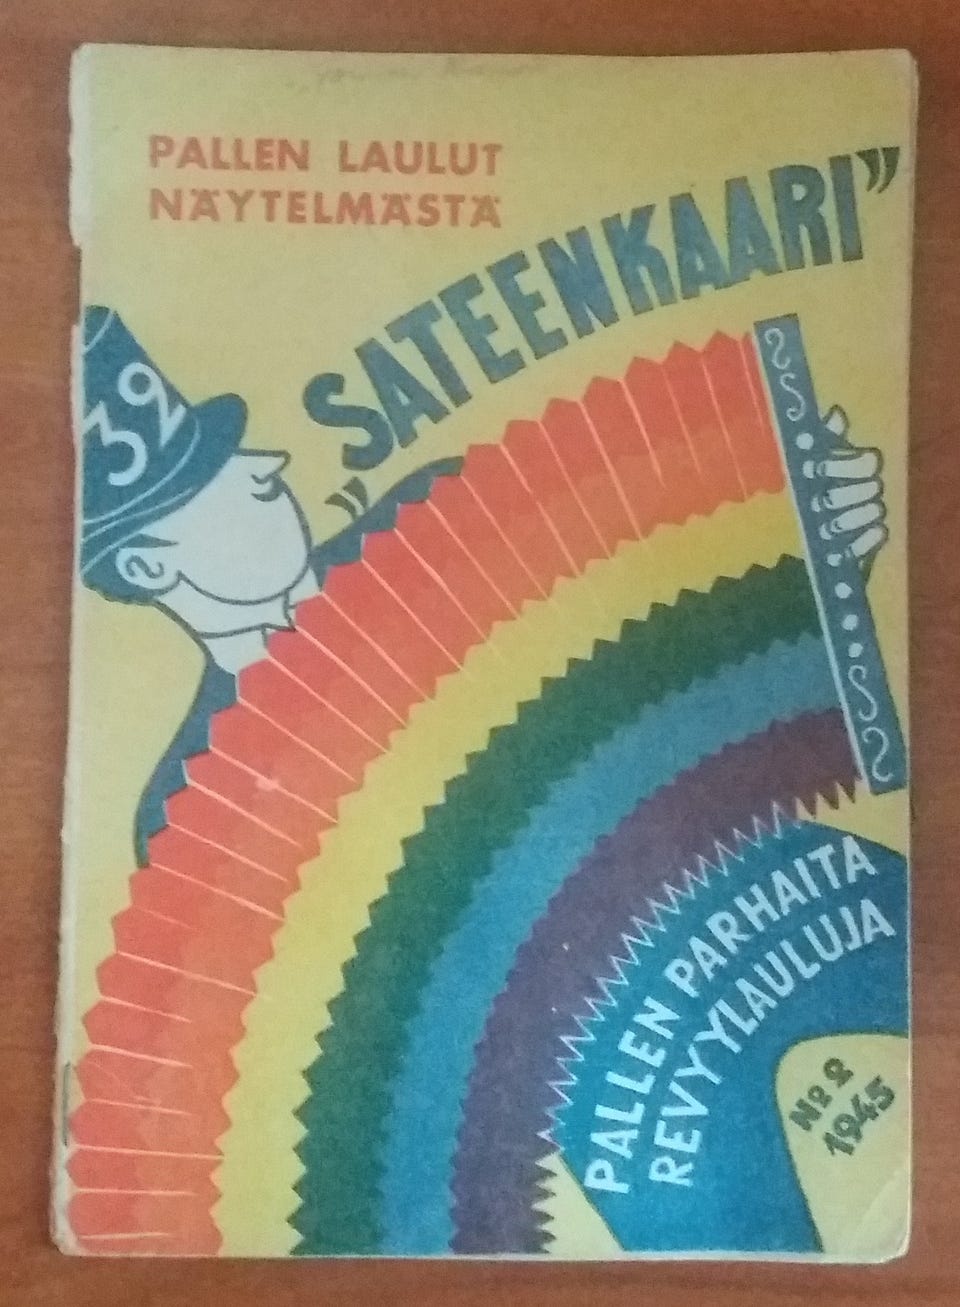 PALLEN LAULUT
NÄYTELMÄSTÄ
"SATEENKAARI"
32
PALLEN PARHAITA
REVYYLAULUJA
No 2
1945